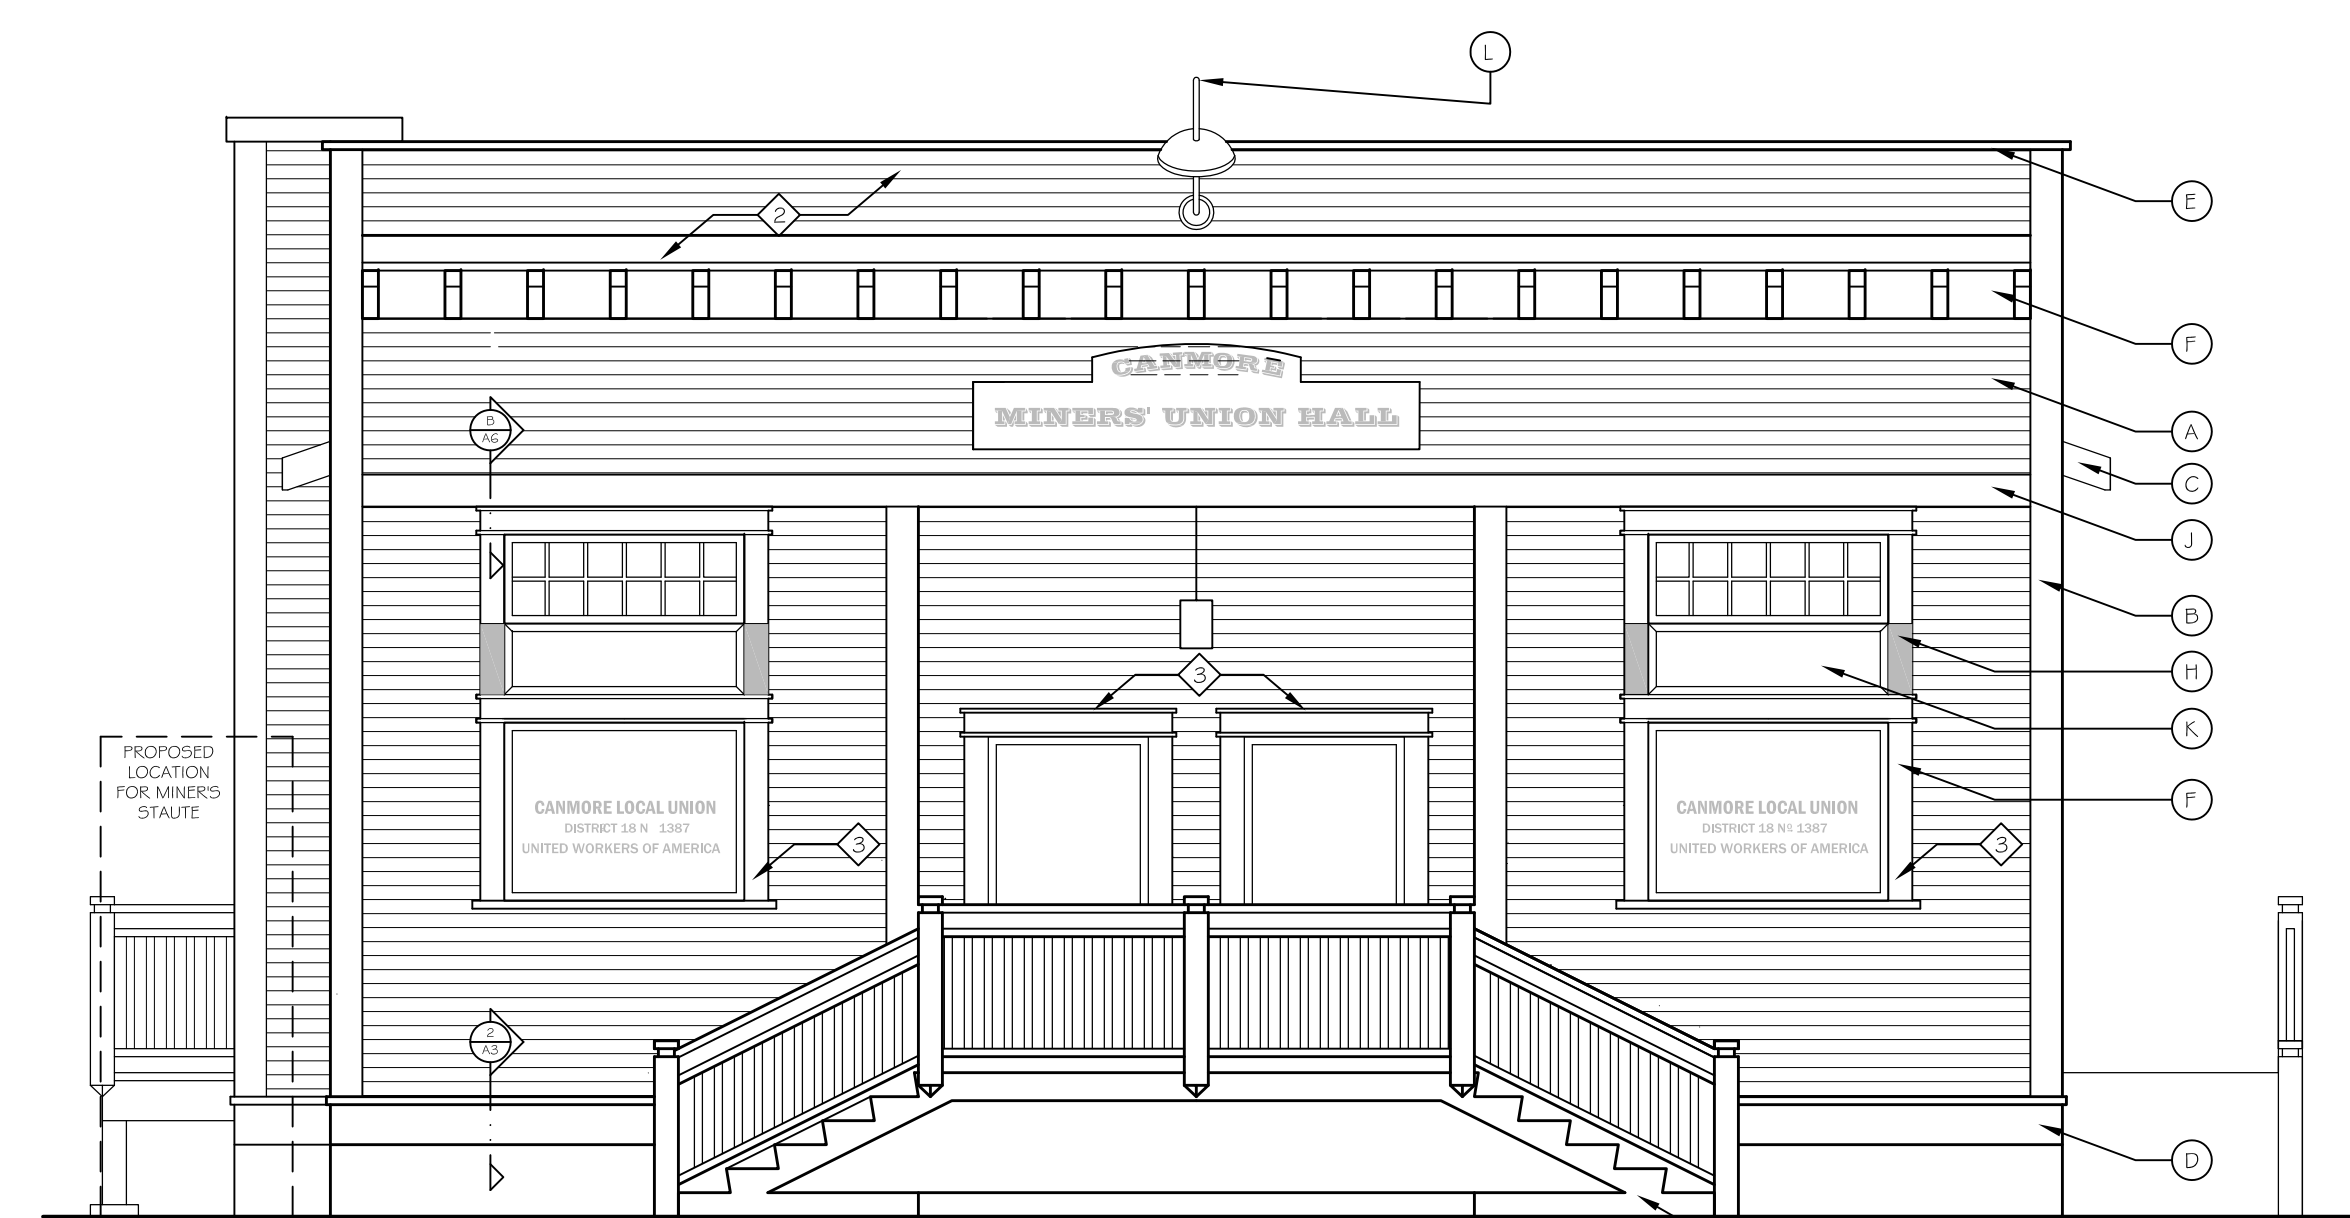 L
E
2
F
CANMORE
MINERS' UNION HALL
A
B
A6
C
J
B
3
H
K
PROPOSED
LOCATION
FOR MINER'S
STAUTE
F
CANMORE LOCAL UNION
DISTRICT 18 N 1387
UNITED WORKERS OF AMERICA
3
CANMORE LOCAL UNION
DISTRICT 18 Nº 1387
UNITED WORKERS OF AMERICA
3
2
A3
D